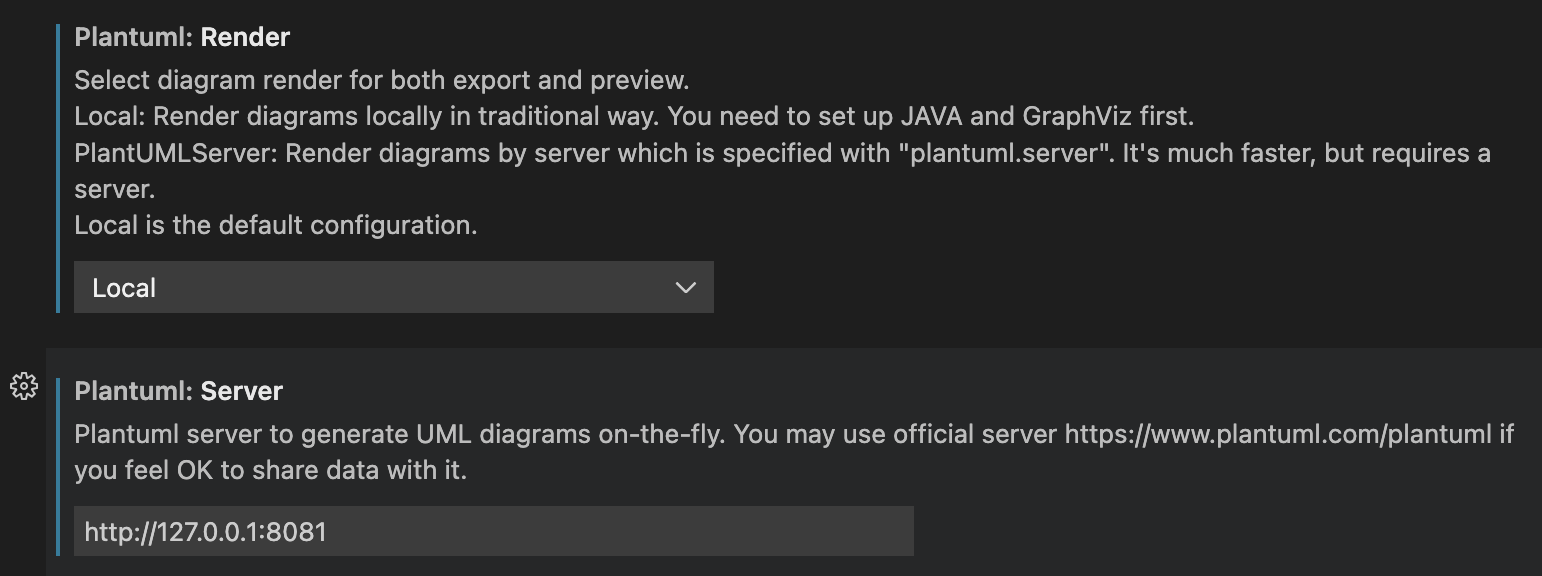 Plantuml: Render
Select diagram render for both export and preview.
Local: Render diagrams locally in traditional way. You need to set up JAVA and GraphViz first.
PlantUMLServer: Render diagrams by server which is specified with "plantuml.server". It's much faster, but requires a
server.
Local is the default configuration.
Local
Plantuml: Server
Plantuml server to generate UML diagrams on-the-fly. You may use official server https://www.plantuml.com/plantuml if
you feel OK to share data with it.
http://127.0.0.1:8081